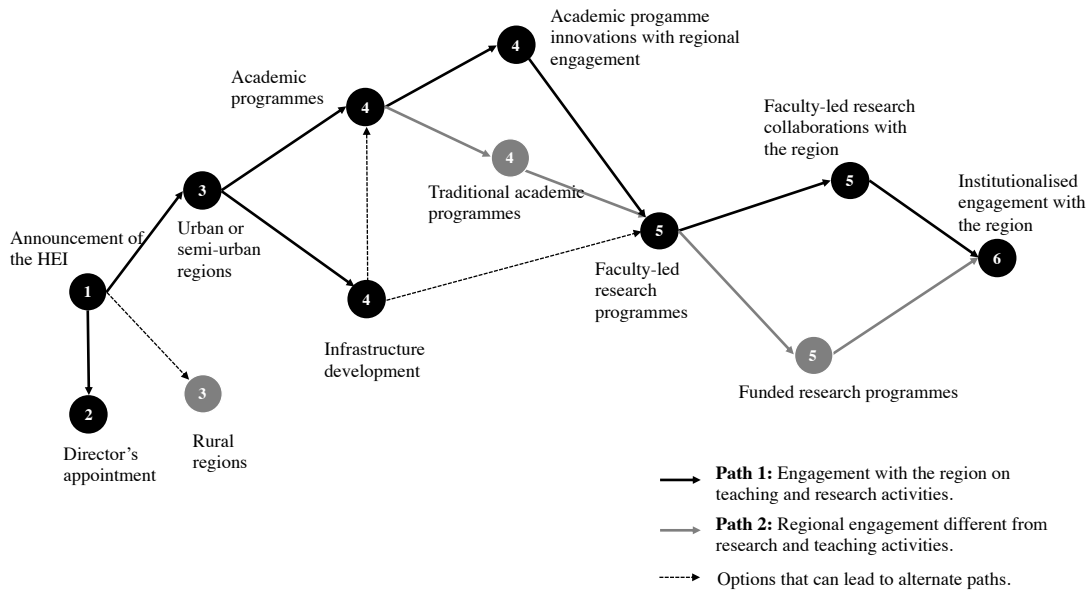 Academic progamme
innovations with regional
engagement
4
Academic
programmes
4
4
Traditional academic
programmes
Faculty-led research
collaborations with
the region
5
Institutionalised
engagement with
the region
6
3
Urban or
semi-urban
regions
Announcement of
the HEI
1
4
Infrastructure
development
5
Faculty-led
research
programmes
5
Funded research programmes
3
Rural
regions
2
Director’s
appointment
Path 1: Engagement with the region on
teaching and research activities.
Path 2: Regional engagement different from
research and teaching activities.
Options that can lead to alternate paths.